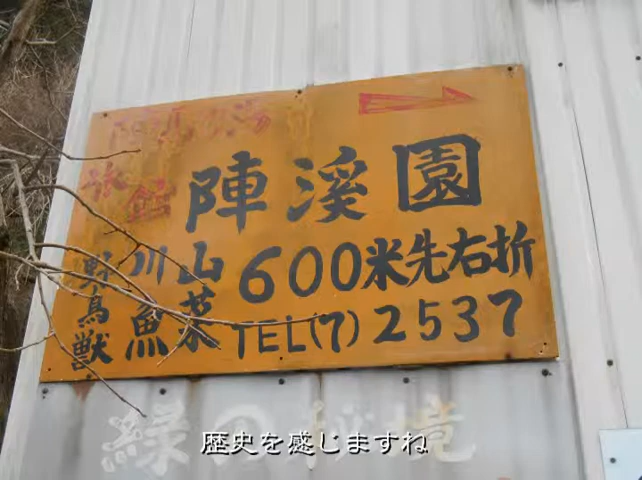 旅館 陣渓園
山菜 川魚 野鳥獣
600米先右折
TEL(7)2537
緑の秘境
歴史を感じますね